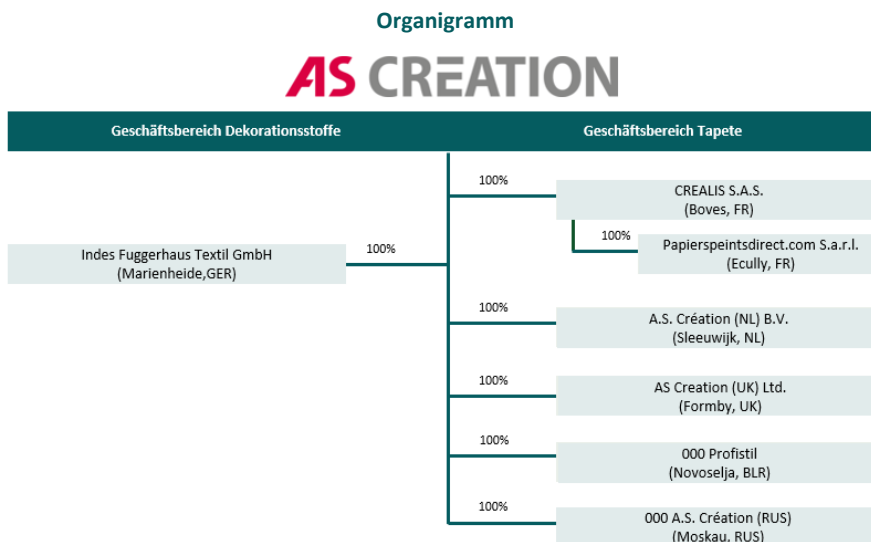 Organigramm
AS CREATION
Geschäftsbereich Dekorationsstoffe
Geschäftsbereich Tapete
100%
CREALIS S.A.S.
(Boves, FR)
100%
Papierspeintsdirect.com S.a.r.l.
(Ecully, FR)
Indes Fuggerhaus Textil GmbH
(Marienheide,GER)
100%
100%
A.S. Création (NL) B.V.
(Sleeuwijk, NL)
100%
AS Creation (UK) Ltd.
(Formby, UK)
100%
000 Profistil
(Novoselja, BLR)
100%
000 A.S. Création (RUS)
(Moskau, RUS)